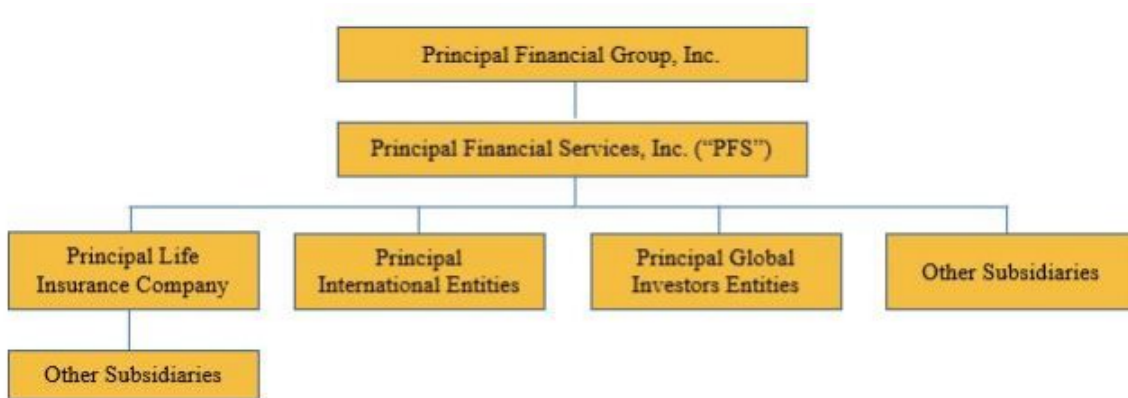 Principal Financial Group, Inc.
Principal Financial Services, Inc. (“PFS”)
Principal Life
Insurance Company
Principal
International Entities
Principal Global
Investors Entities
Other Subsidiaries
Other Subsidiaries